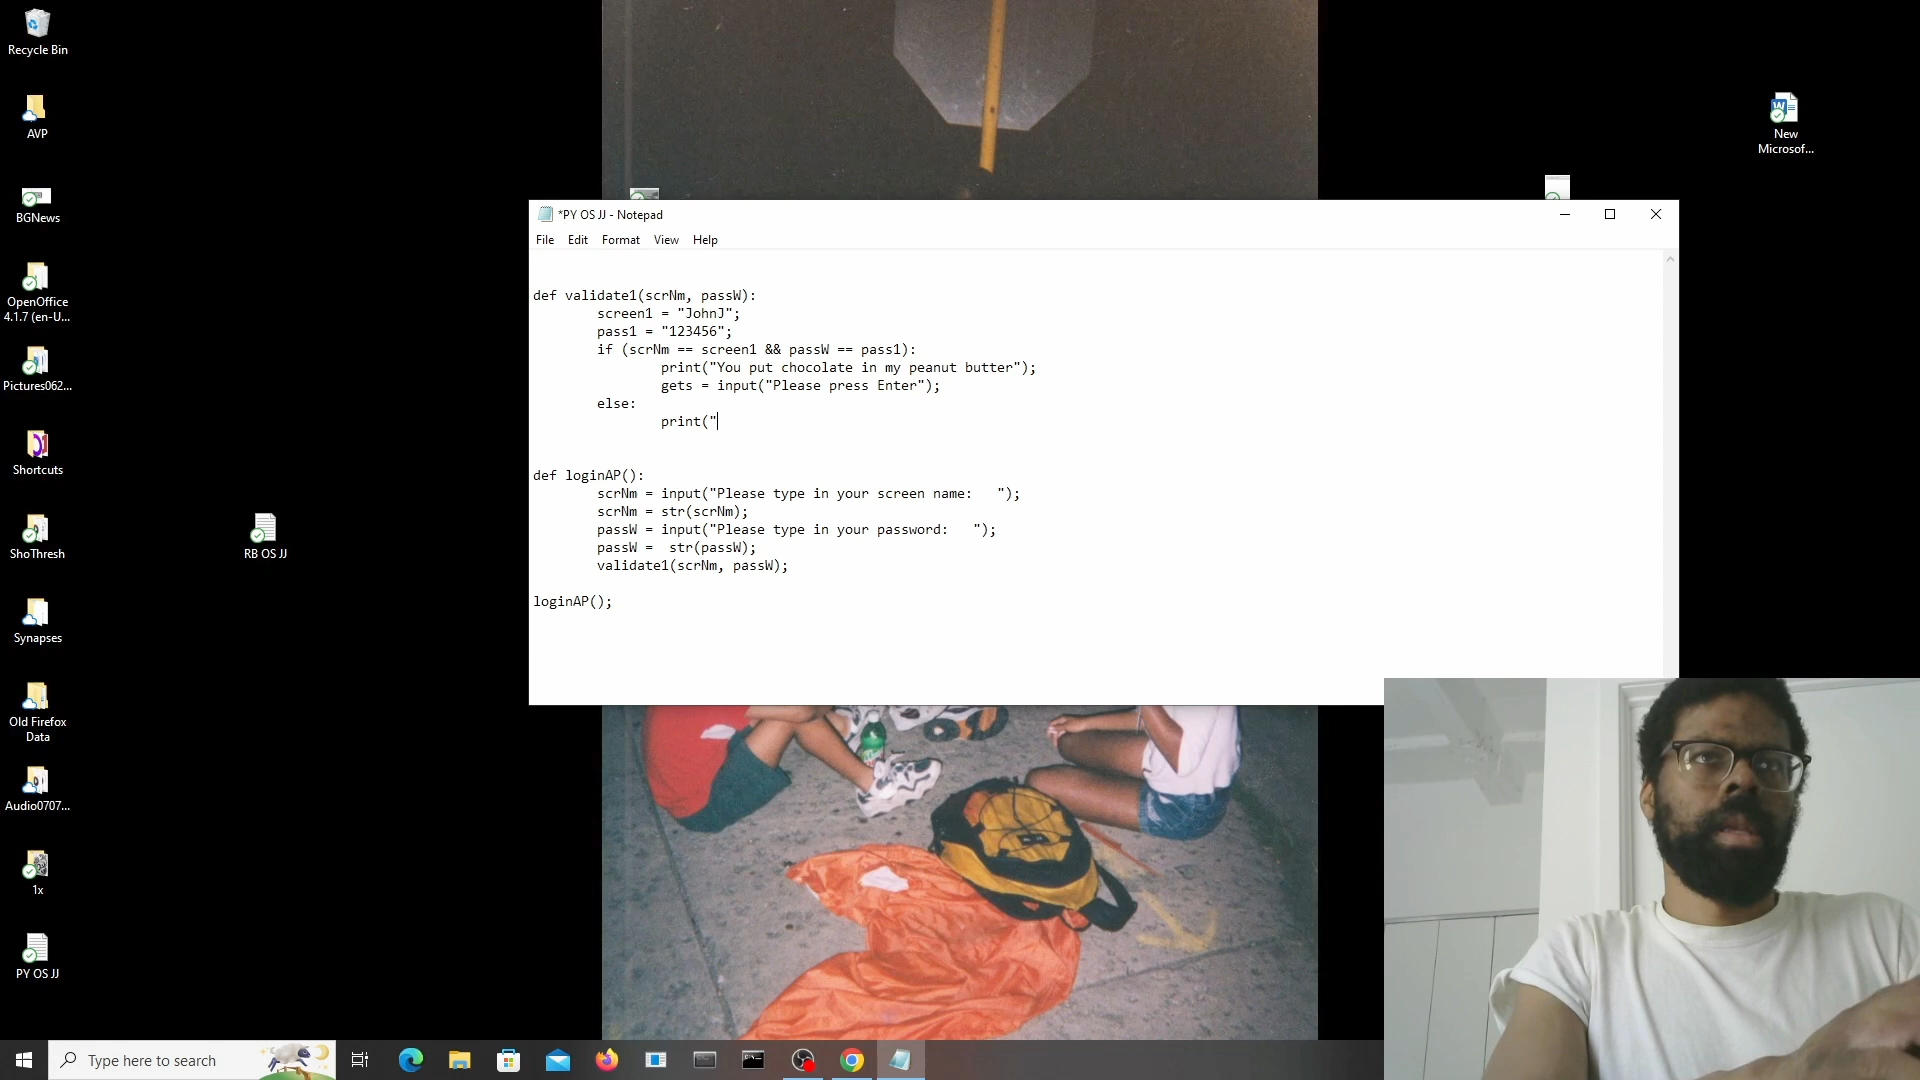 Recycle Bin
AVP
BGNews
OpenOffice
4.1.7 (en-U...
Pictures062...
Shortcuts
ShoThresh
Synapses
Old Firefox
Data
Audio0707...
1x
PY OS JJ
RB OS JJ
New
Microsof...
*PY OS JJ - Notepad
File Edit Format View Help
def validate1(scrNm, passW):
screen1 = "JohnJ";
pass1 = "123456";
if (scrNm == screen1 && passW == pass1):
print("You put chocolate in my peanut butter");
gets = input("Please press Enter");
else:
print("
def loginAP():
scrNm = input("Please type in your screen name:   ");
scrNm = str(scrNm);
passW = input("Please type in your password:   ");
passW =  str(passW);
validate1(scrNm, passW);
loginAP();
Type here to search